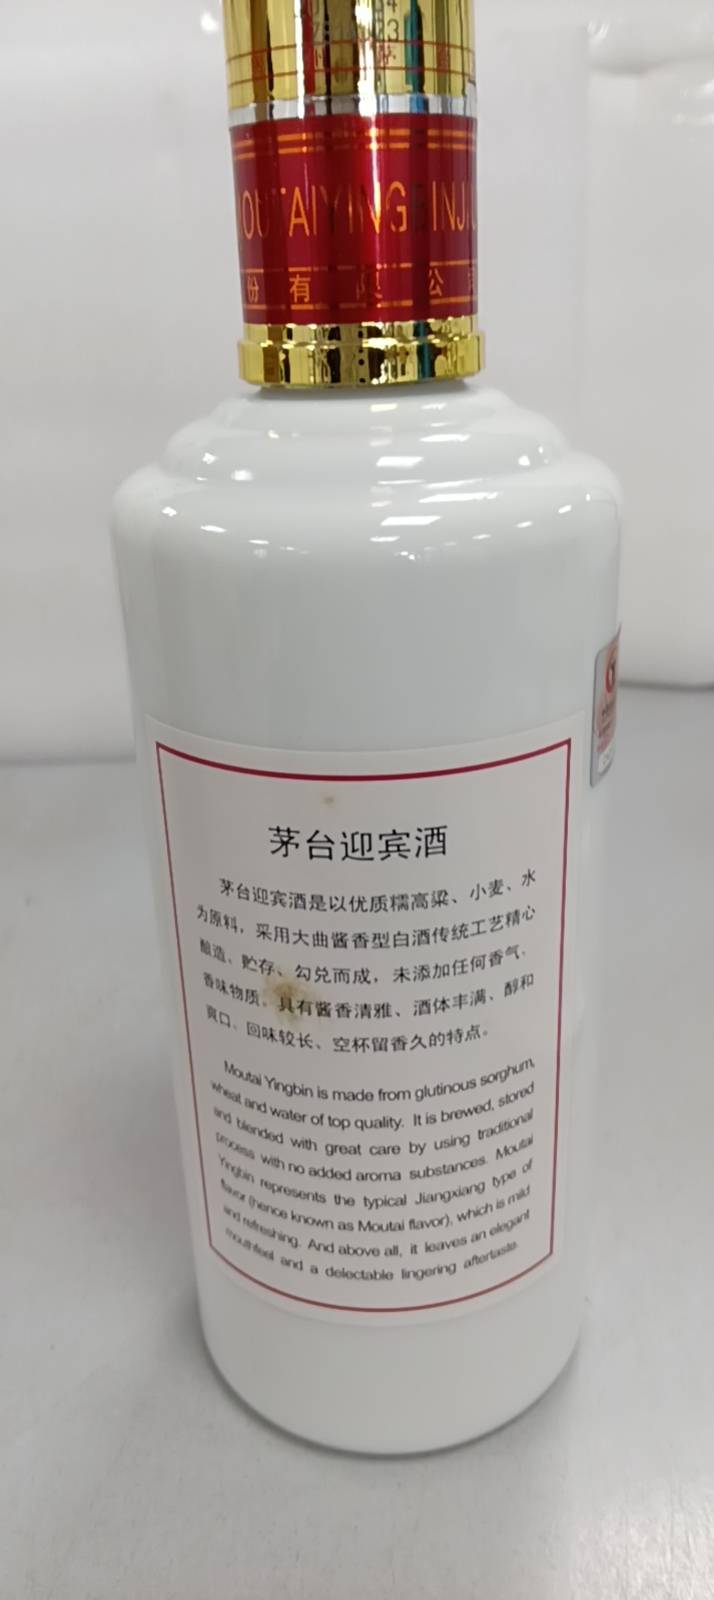 OUTAIYINGBINJI
份有限公
茅台迎宾酒
茅台迎宾酒是以优质糯高粱、小麦、水
为原料，采用大曲酱香型白酒传统工艺精心
酿造、贮存、勾兑而成，未添加任何香气、
香味物质。具有酱香清雅、酒体丰满、醇和
爽口、回味较长、空杯留香久的特点。
Moutai Yingbin is made from glutinous sorghum,
wheat and water of top quality. It is brewed, stored
and blended with great care by using traditional
process with no added aroma substances. Moutai
Yingbin represents the typical Jiangxiang type of
flavor (hence known as Moutai flavor), which is mild
and refreshing. And above all, it leaves an elegant
mouthfeel and a delectable lingering aftertaste.